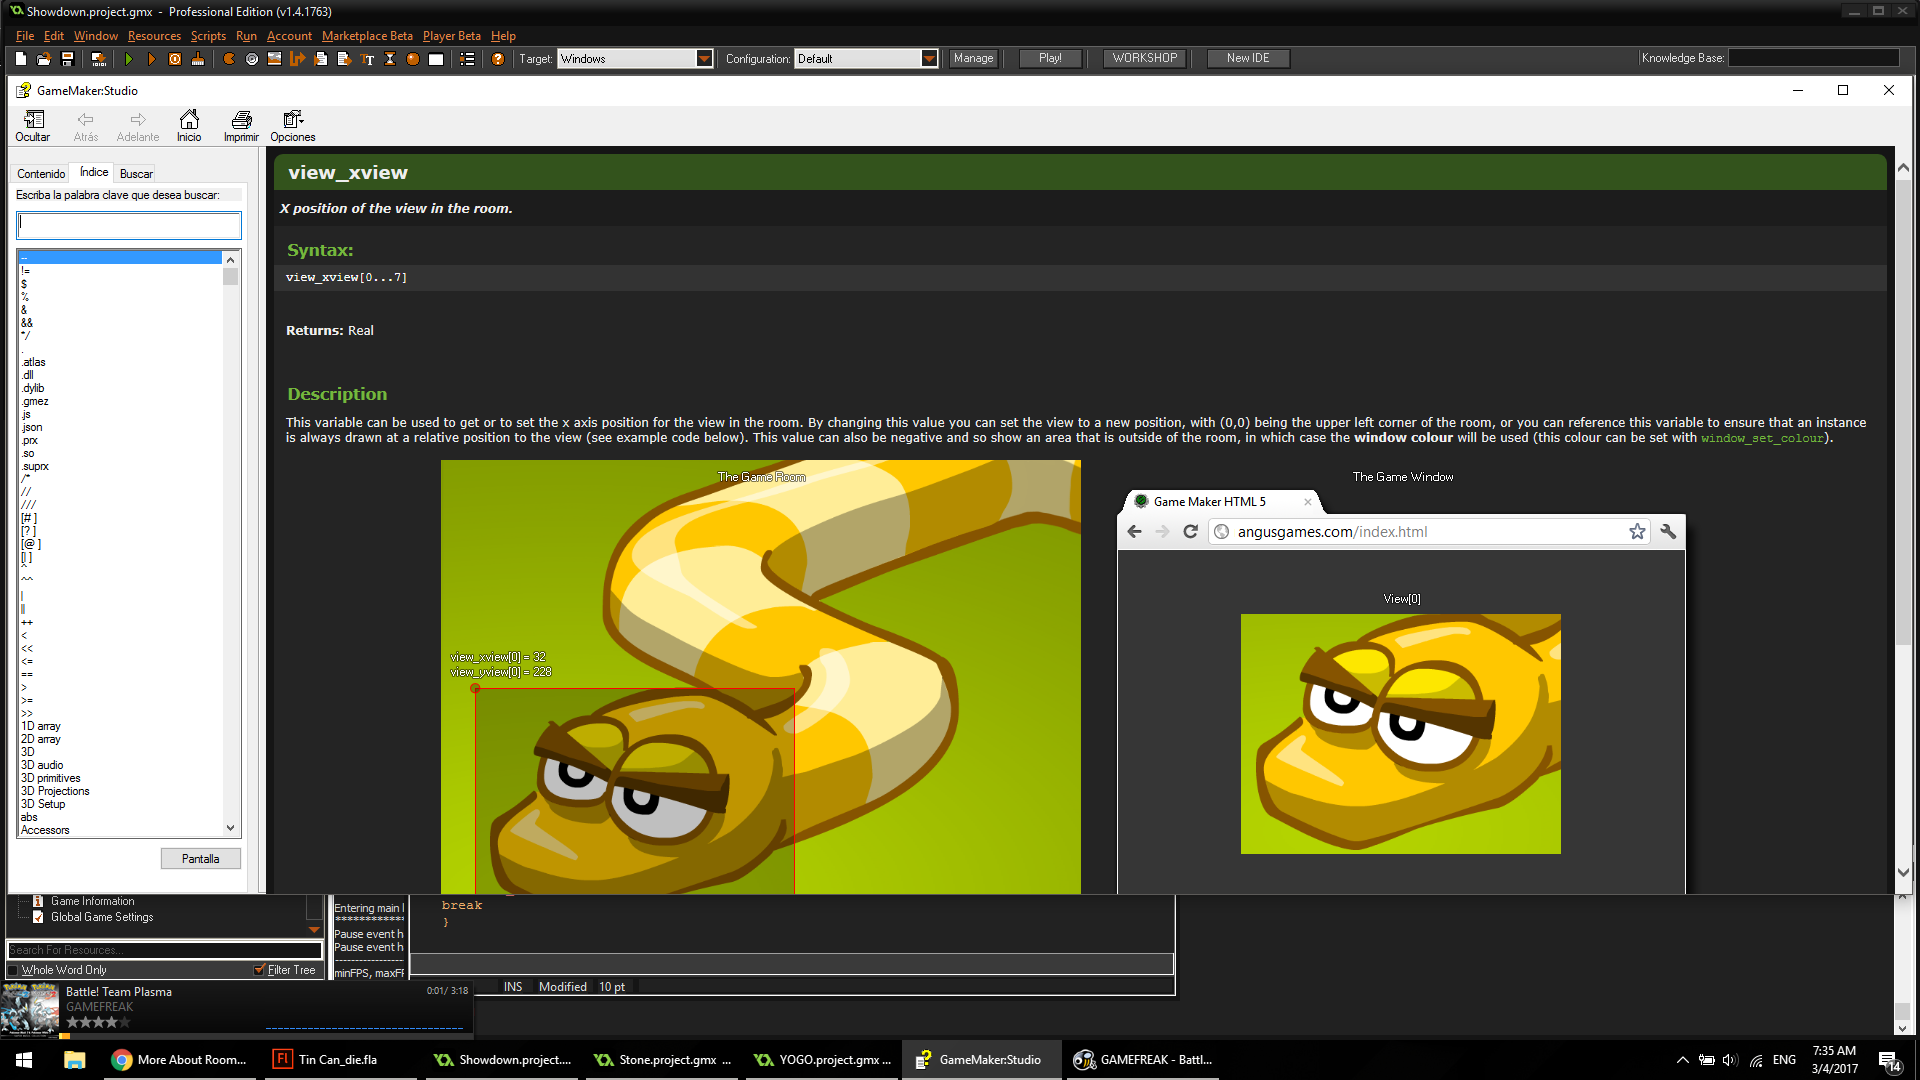 Showdown.project.gmx - Professional Edition (v1.4.1763)
File Edit Window Resources Scripts Run Account Marketplace Beta Player Beta Help
Target: Windows Configuration: Default Manage Play! WORKSHOP New IDE Knowledge Base:
GameMaker:Studio
Ocultar Atrás Adelante Inicio Imprimir Opciones
Contenido Índice Buscar
Escriba la palabra clave que desea buscar:
--
!=
$
%
&
&&
*/
.
.atlas
.dll
.dylib
.gmez
.js
.json
.prx
.so
.suprx
/*
//
///
[# ]
[? ]
[@ ]
[| ]
^
^^
|
||
++
<
<<
<=
==
>
>=
>>
1D array
2D array
3D
3D audio
3D primitives
3D Projections
3D Setup
abs
Accessors
Pantalla
view_xview
X position of the view in the room.
Syntax:
view_xview[0...7]
Returns: Real
Description
This variable can be used to get or to set the x axis position for the view in the room. By changing this value you can set the view to a new position, with (0,0) being the upper left corner of the room, or you can reference this variable to ensure that an instance
is always drawn at a relative position to the view (see example code below). This value can also be negative and so show an area that is outside of the room, in which case the window colour will be used (this colour can be set with window_set_colour).
The Game Room
view_xview[0] = 32
view_yview[0] = 228
The Game Window
Game Maker HTML 5
angusgames.com/index.html
View[0]
Game Information
Global Game Settings
Search For Resources...
Whole Word Only Filter Tree
Entering main l
**************
Pause event h
Pause event h
minFPS, maxFF
break
}
INS Modified 10 pt
Battle! Team Plasma 0:01/ 3:18
GAMEFREAK
More About Room... Tin Can_die.fla Showdown.project.... Stone.project.gmx ... YOGO.project.gmx ... GameMaker:Studio GAMEFREAK - Battl... ENG
7:35 AM
3/4/2017
14